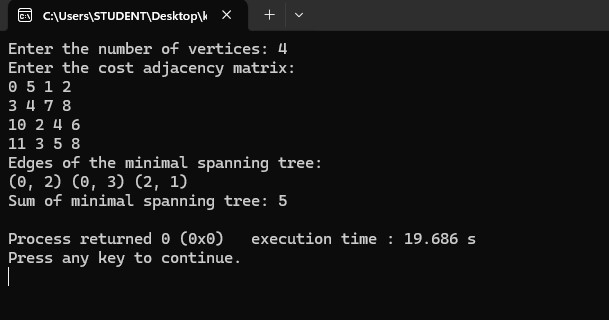 C:\Users\STUDENT\Desktop\k
Enter the number of vertices: 4
Enter the cost adjacency matrix:
0 5 1 2
3 4 7 8
10 2 4 6
11 3 5 8
Edges of the minimal spanning tree:
(0, 2) (0, 3) (2, 1)
Sum of minimal spanning tree: 5
Process returned 0 (0x0)   execution time : 19.686 s
Press any key to continue.